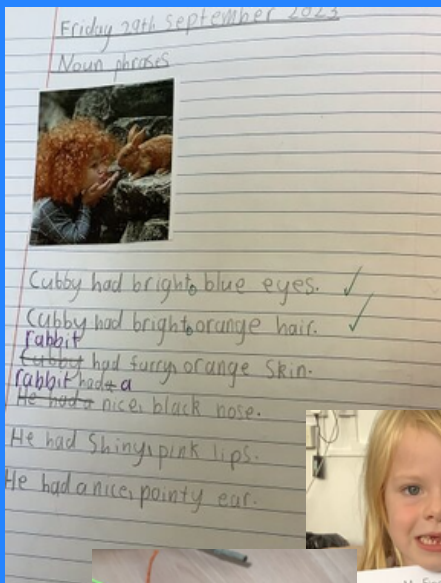 Friday 29th September 2023
Noun phrases
Cubby had bright, blue eyes.
Cubby had bright, orange hair.
rabbit
Cubby had furry, orange skin.
rabbit had a
He had a nice, black nose.
He had shiny, pink lips.
He had a nice, pointy ear.